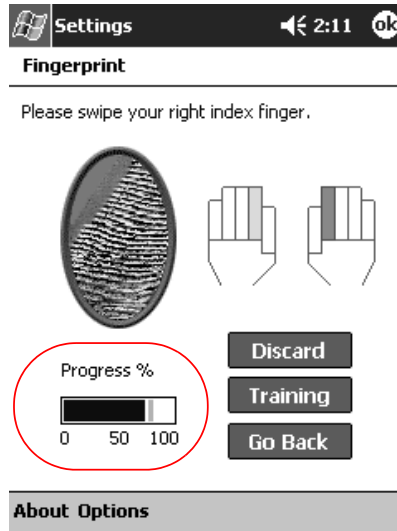 Settings 2:11 ok
Fingerprint
Please swipe your right index finger.
Progress %
0 50 100
Discard
Training
Go Back
About Options